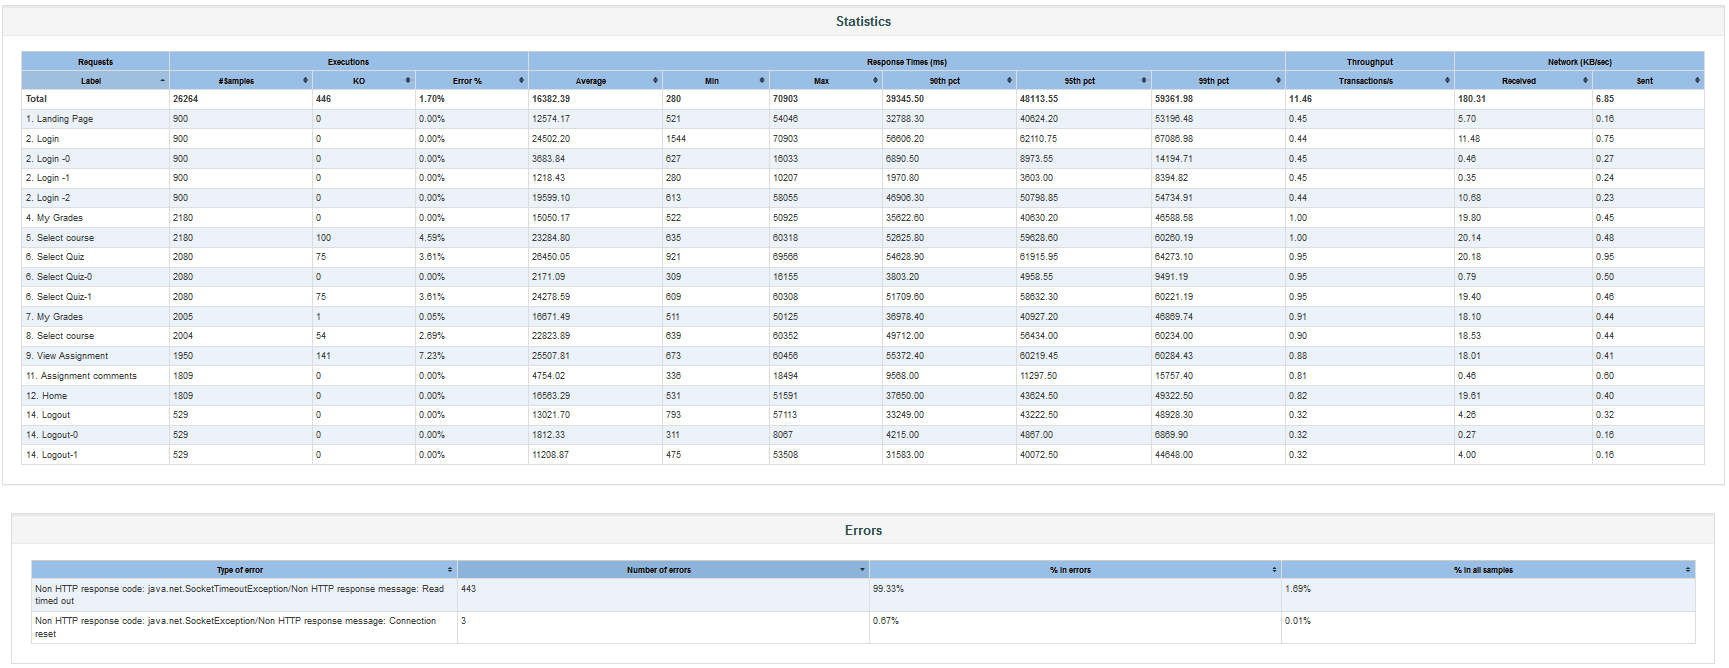 Statistics
Requests Executions Response Times (ms) Throughput Network (KB/sec)
Label #Samples KO Error % Average Min Max 90th pct 95th pct 99th pct Transactions/s Received Sent
Total 26264 446 1.70% 16382.39 280 70903 39345.50 48113.55 59361.98 11.46 180.31 6.85
1. Landing Page 900 0 0.00% 12574.17 521 54046 32788.30 40624.20 53196.48 0.45 5.70 0.16
2. Login 900 0 0.00% 24502.20 1544 70903 56606.20 62110.75 67086.98 0.44 11.48 0.75
2. Login -0 900 0 0.00% 3683.84 627 16033 6890.50 8973.55 14194.71 0.45 0.46 0.27
2. Login -1 900 0 0.00% 1218.43 280 10207 1970.80 3603.00 8394.82 0.45 0.35 0.24
2. Login -2 900 0 0.00% 19599.10 613 58055 46906.30 50798.85 54734.91 0.44 10.68 0.23
4. My Grades 2180 0 0.00% 15050.17 522 50925 35622.60 40630.20 46588.58 1.00 19.80 0.45
5. Select course 2180 100 4.59% 23284.80 635 60318 52625.80 59628.60 60260.19 1.00 20.14 0.48
6. Select Quiz 2080 75 3.61% 26450.05 921 69566 54628.90 61915.95 64273.10 0.95 20.18 0.95
6. Select Quiz-0 2080 0 0.00% 2171.09 309 16155 3803.20 4958.55 9491.19 0.95 0.79 0.50
6. Select Quiz-1 2080 75 3.61% 24278.59 609 60308 51709.60 58632.30 60221.19 0.95 19.40 0.46
7. My Grades 2005 1 0.05% 16671.49 511 50125 36978.40 40927.20 46869.74 0.91 18.10 0.44
8. Select course 2004 54 2.69% 22823.89 639 60352 49712.00 56434.00 60234.00 0.90 18.53 0.44
9. View Assignment 1950 141 7.23% 25507.81 673 60456 55372.40 60219.45 60284.43 0.88 18.01 0.41
11. Assignment comments 1809 0 0.00% 4754.02 336 18494 9568.00 11297.50 15757.40 0.81 0.46 0.60
12. Home 1809 0 0.00% 16563.29 531 51591 37650.00 43624.50 49322.50 0.82 19.61 0.40
14. Logout 529 0 0.00% 13021.70 793 57113 33249.00 43222.50 48928.30 0.32 4.26 0.32
14. Logout-0 529 0 0.00% 1812.33 311 8067 4215.00 4867.00 6869.90 0.32 0.27 0.16
14. Logout-1 529 0 0.00% 11208.87 475 53508 31583.00 40072.50 44648.00 0.32 4.00 0.16
Errors
Type of error Number of errors % in errors % in all samples
Non HTTP response code: java.net.SocketTimeoutException/Non HTTP response message: Read 443 99.33% 1.69%
timed out
Non HTTP response code: java.net.SocketException/Non HTTP response message: Connection 3 0.67% 0.01%
reset